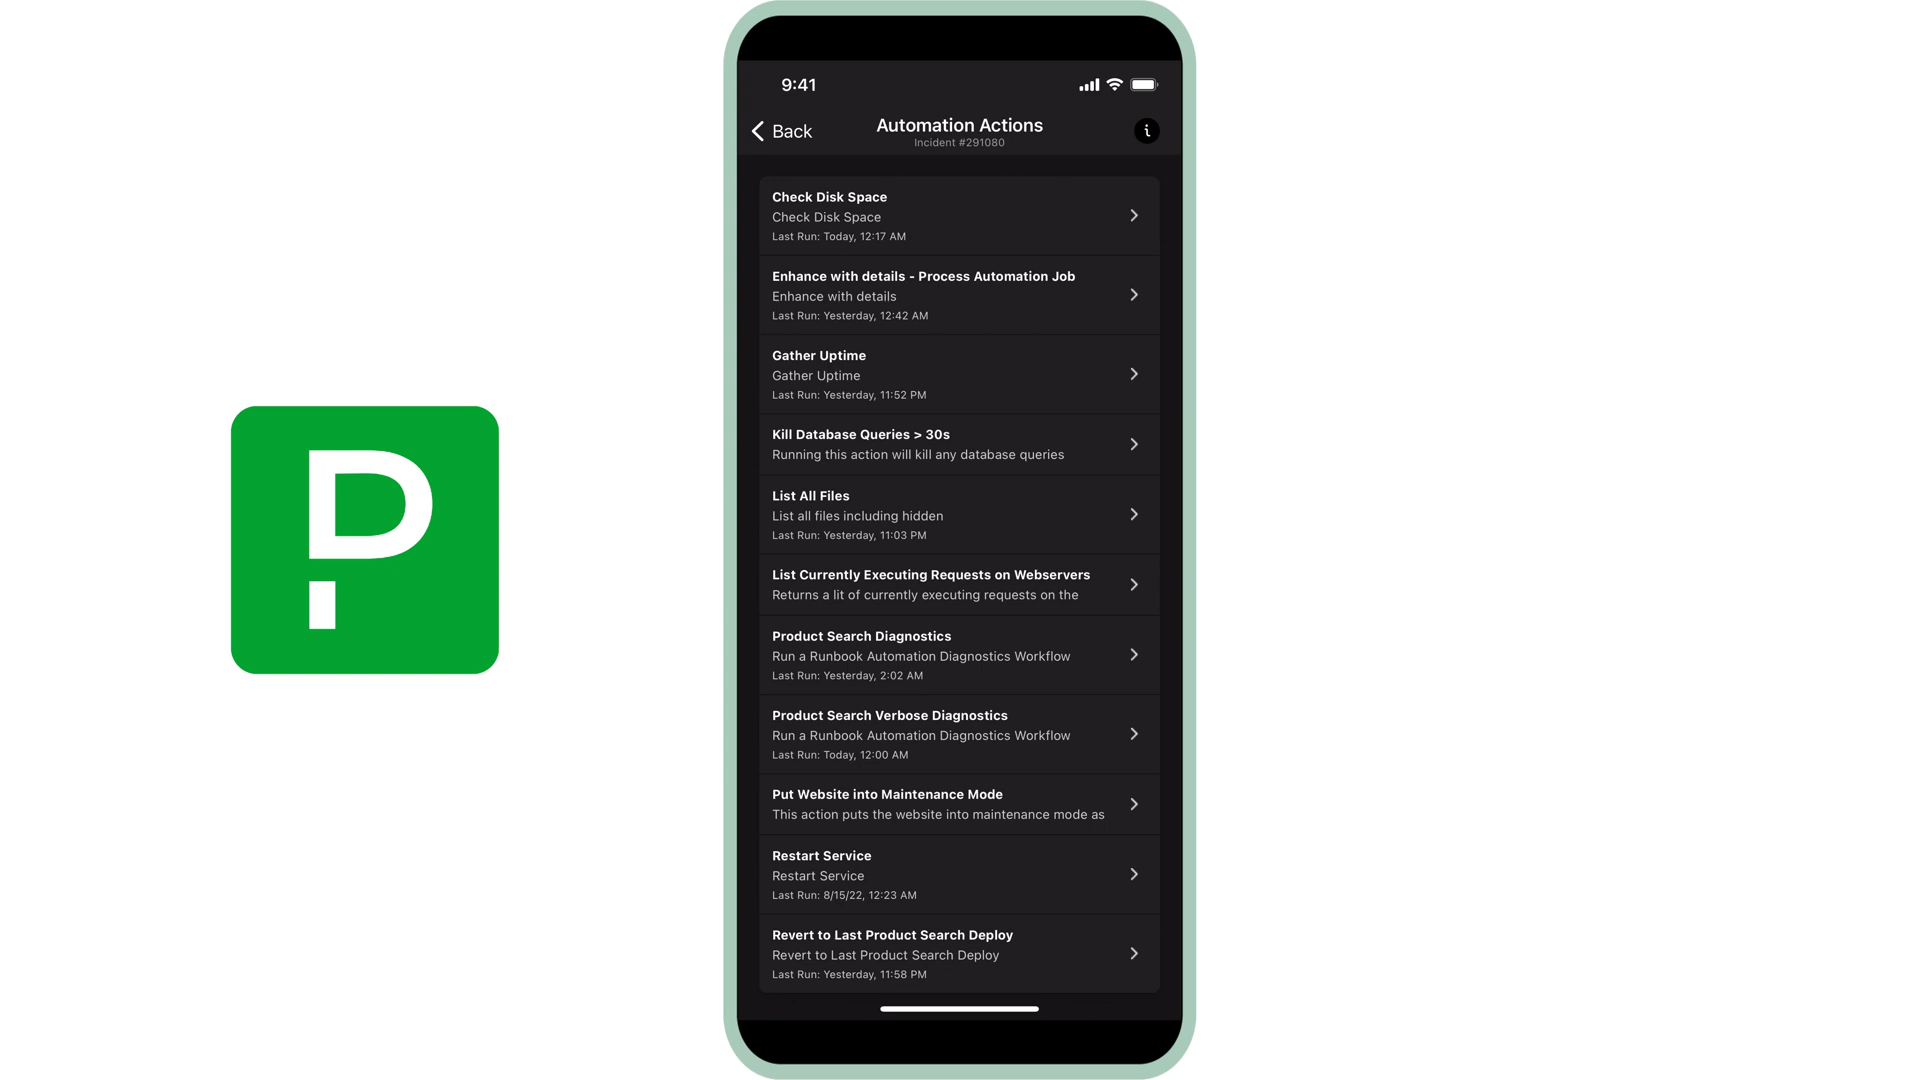 P
9:41
Back
Automation Actions
Incident #291080
Check Disk Space
Check Disk Space
Last Run: Today, 12:17 AM
Enhance with details - Process Automation Job
Enhance with details
Last Run: Yesterday, 12:42 AM
Gather Uptime
Gather Uptime
Last Run: Yesterday, 11:52 PM
Kill Database Queries > 30s
Running this action will kill any database queries
List All Files
List all files including hidden
Last Run: Yesterday, 11:03 PM
List Currently Executing Requests on Webservers
Returns a lit of currently executing requests on the
Product Search Diagnostics
Run a Runbook Automation Diagnostics Workflow
Last Run: Yesterday, 2:02 AM
Product Search Verbose Diagnostics
Run a Runbook Automation Diagnostics Workflow
Last Run: Today, 12:00 AM
Put Website into Maintenance Mode
This action puts the website into maintenance mode as
Restart Service
Restart Service
Last Run: 8/15/22, 12:23 AM
Revert to Last Product Search Deploy
Revert to Last Product Search Deploy
Last Run: Yesterday, 11:58 PM